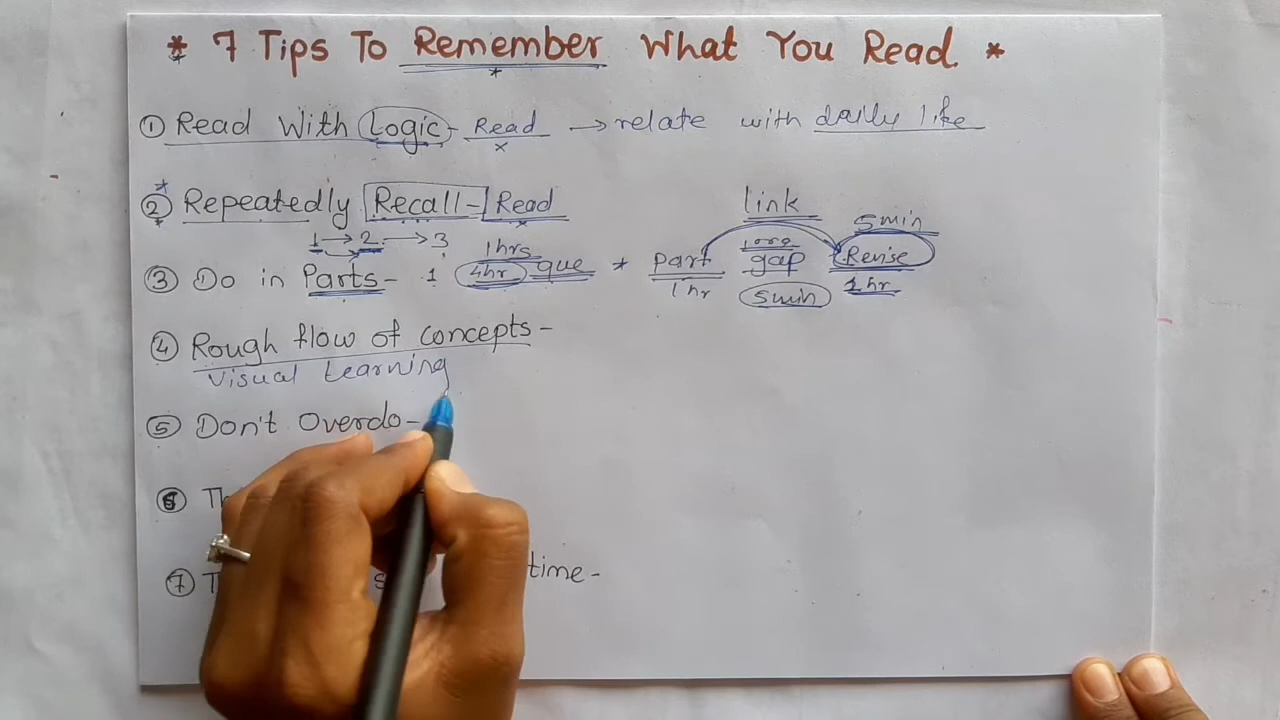 * 7 Tips To Remember What You Read. *
① Read With Logic - Read → relate with daily like
② Repeatedly Recall - Read
1 → 2 → 3
link
5min
③ Do in Parts - 1 4hr que * part gap Revise
1hrs
1hr 5min 1hr
④ Rough flow of concepts -
Visual Learning
⑤ Don't Overdo -
⑥
⑦ time -